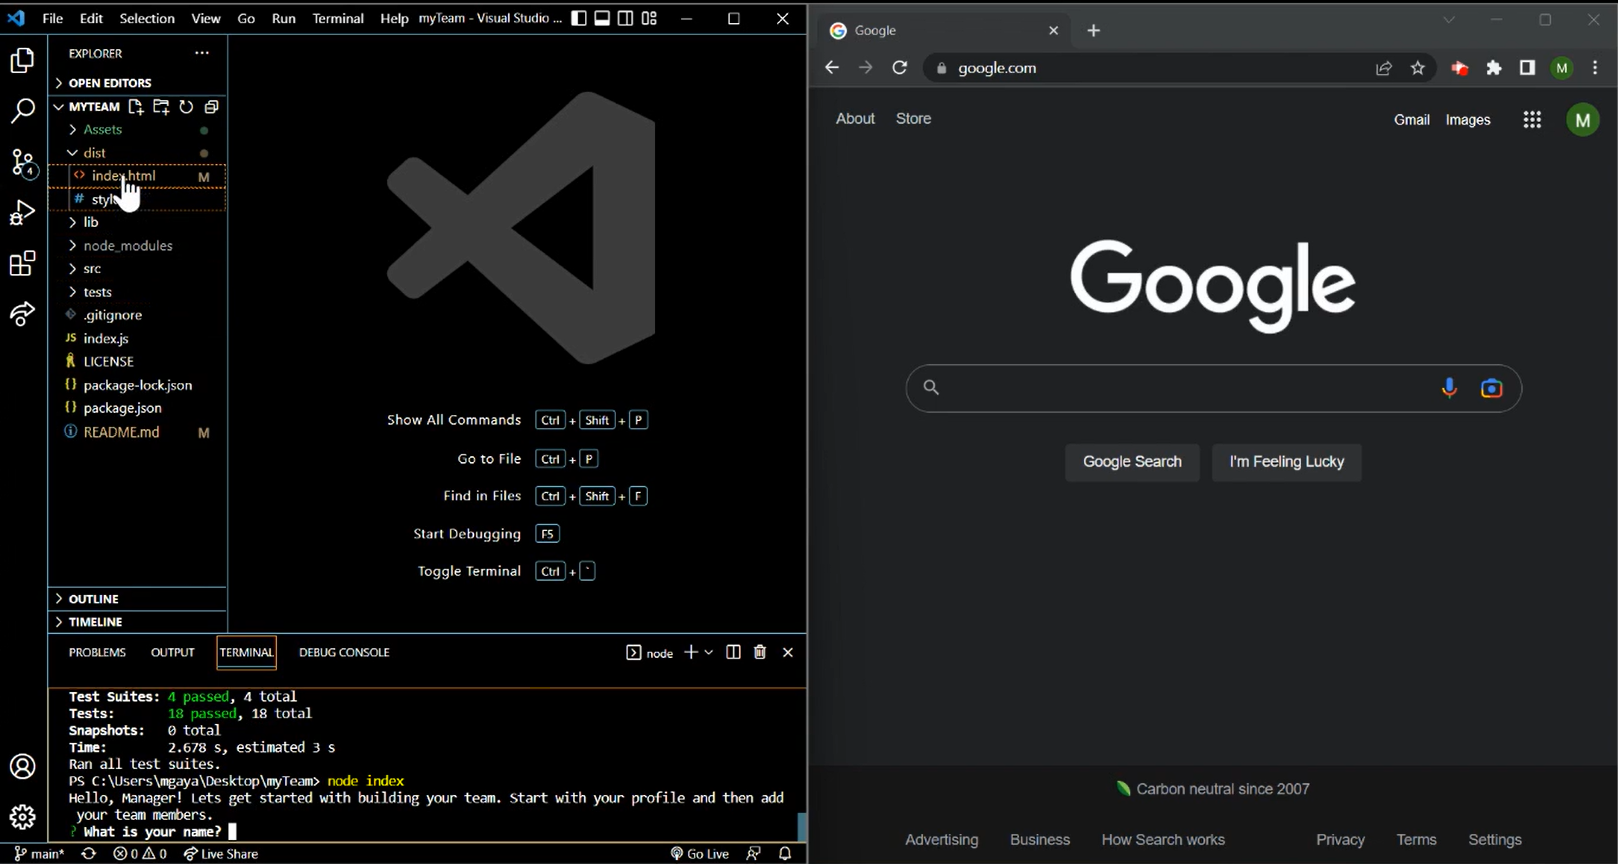 File Edit Selection View Go Run Terminal Help myTeam - Visual Studio ...
EXPLORER
OPEN EDITORS
MYTEAM
Assets
dist
index.html M
lib
node_modules
src
tests
.gitignore
JS index.js
LICENSE
{} package-lock.json
{} package.json
README.md M
OUTLINE
TIMELINE
4
Show All Commands Ctrl + Shift + P
Go to File Ctrl + P
Find in Files Ctrl + Shift + F
Start Debugging F5
Toggle Terminal Ctrl + `
PROBLEMS OUTPUT TERMINAL DEBUG CONSOLE node
Test Suites: 4 passed, 4 total
Tests: 18 passed, 18 total
Snapshots: 0 total
Time: 2.678 s, estimated 3 s
Ran all test suites.
PS C:\Users\mgaya\Desktop\myTeam> node index
Hello, Manager! Lets get started with building your team. Start with your profile and then add
your team members.
? What is your name?
main* 0 0 Live Share Go Live
Google
google.com M
About Store Gmail Images M
Google
Google Search I'm Feeling Lucky
Carbon neutral since 2007
Advertising Business How Search works Privacy Terms Settings